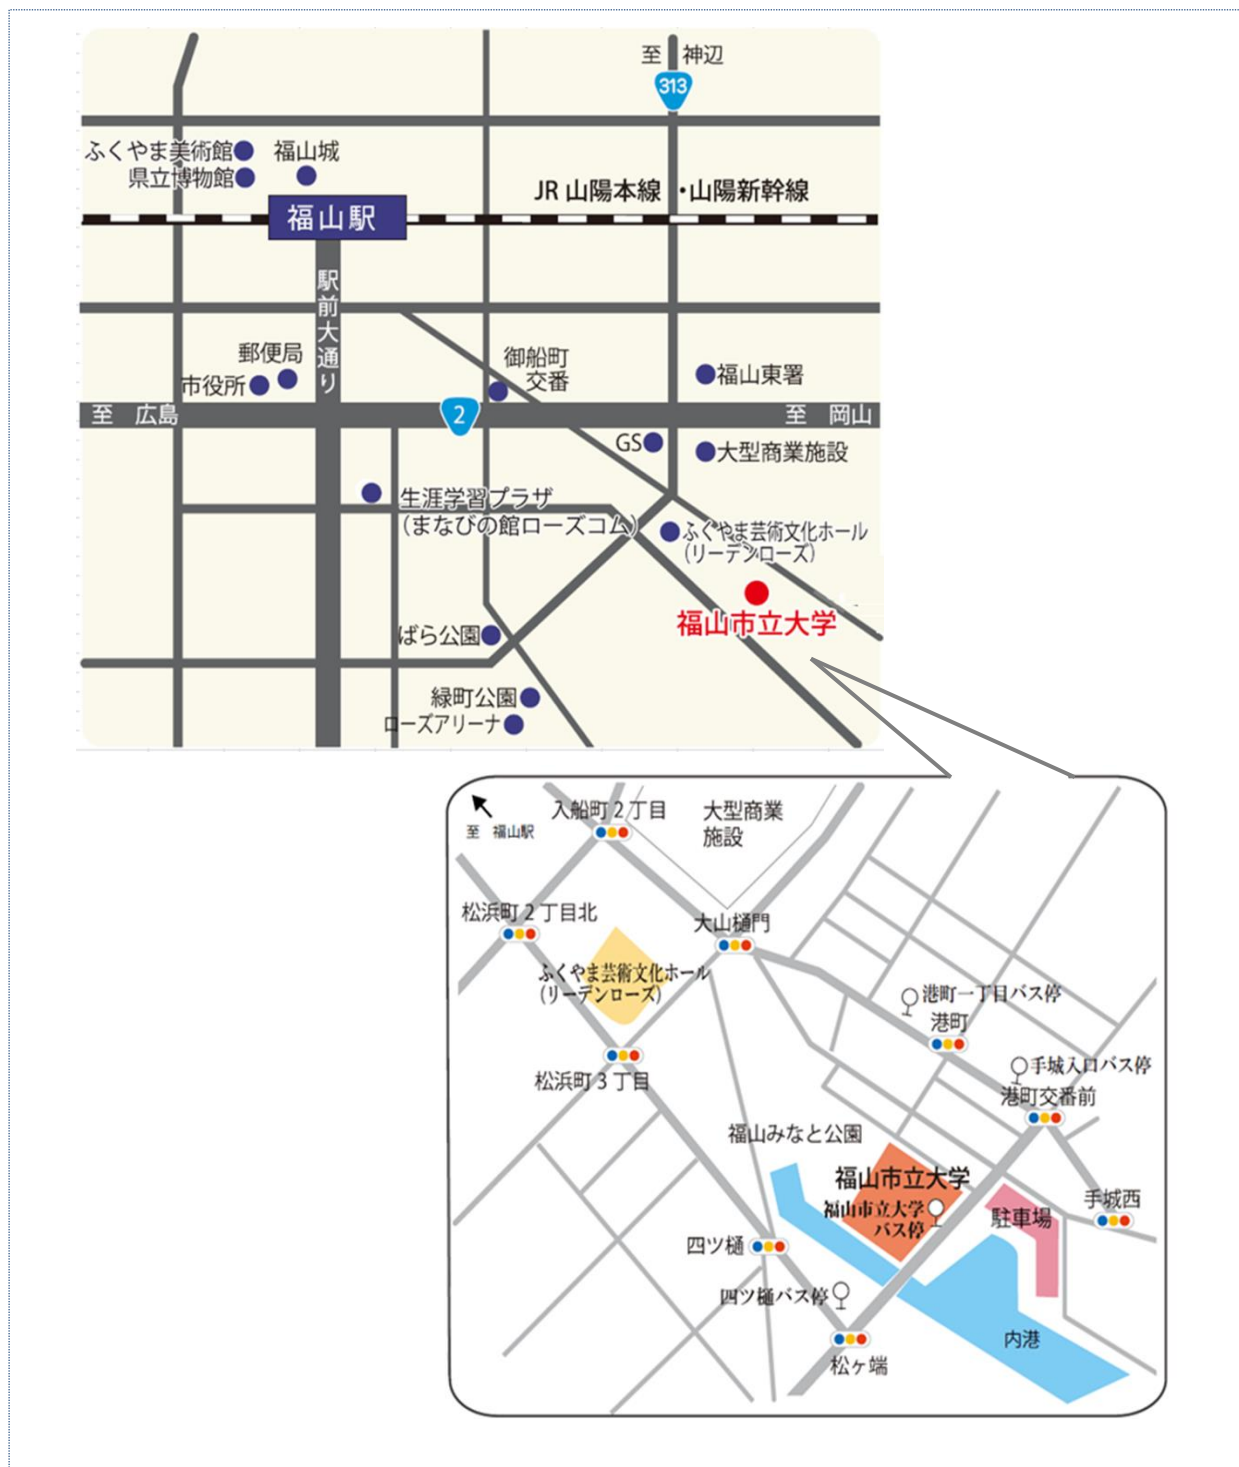 至 神辺
313
ふくやま美術館
福山城
県立博物館
JR 山陽本線 ・山陽新幹線
福山駅
駅前大通り
郵便局
市役所
御船町
交番
福山東署
至 広島
2
至 岡山
GS
大型商業施設
生涯学習プラザ
(まなびの館ローズコム)
ふくやま芸術文化ホール
(リーデンローズ)
福山市立大学
ばら公園
緑町公園
ローズアリーナ
至 福山駅
入船町 2 丁目
大型商業
施設
松浜町 2 丁目北
大山樋門
ふくやま芸術文化ホール
(リーデンローズ)
港町一丁目バス停
港町
手城入口バス停
松浜町 3 丁目
港町交番前
福山みなと公園
福山市立大学
福山市立大学
バス停
駐車場
手城西
四ツ樋
四ツ樋バス停
内港
松ヶ端